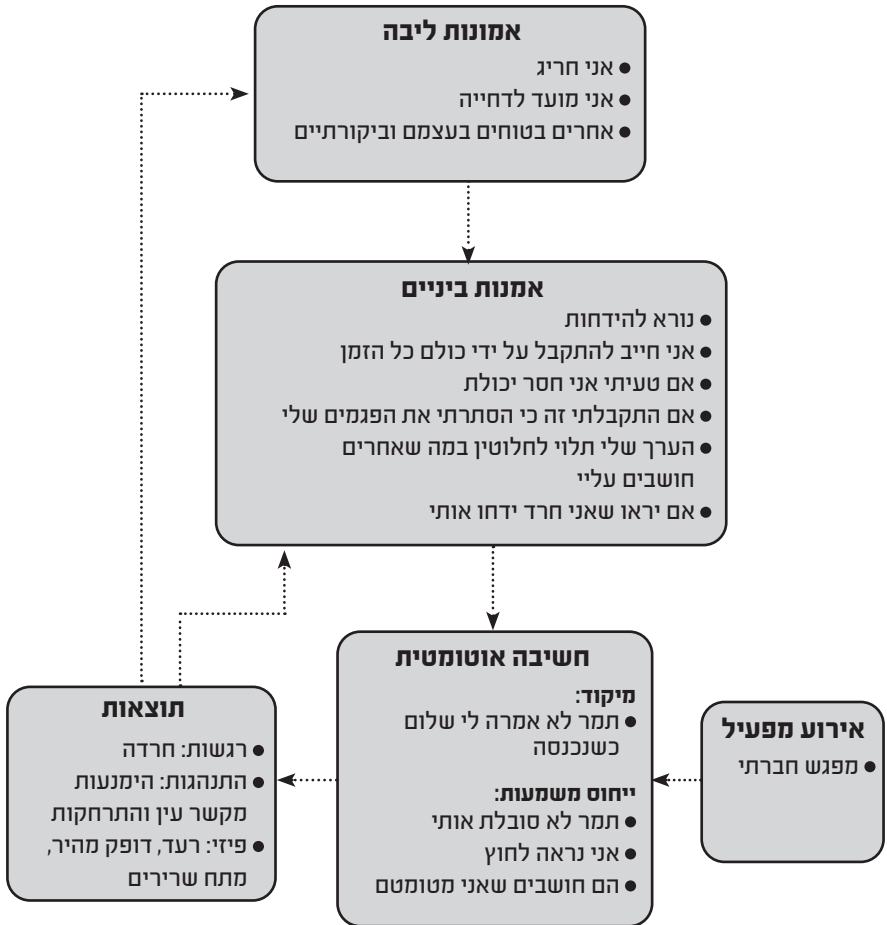 אמונות ליבה
● אני חריג
● אני מועד לדחייה
● אחרים בטוחים בעצמם וביקורתיים
אמנות ביניים
● נורא להידחות
● אני חייב להתקבל על ידי כולם כל הזמן
● אם טעיתי אני חסר יכולת
● אם התקבלתי זה כי הסתרתי את הפגמים שלי
● הערך שלי תלוי לחלוטין במה שאחרים
חושבים עליי
● אם יראו שאני חרד ידחו אותי
אירוע מפעיל
● מפגש חברתי
חשיבה אוטומטית
מיקוד:
● תמר לא אמרה לי שלום
כשנכנסה
ייחוס משמעות:
● תמר לא סובלת אותי
● אני נראה לחוץ
● הם חושבים שאני מטומטם
תוצאות
● רגשות: חרדה
● התנהגות: הימנעות
מקשר עין והתרחקות
● פיזי: רעד, דופק מהיר,
מתח שרירים